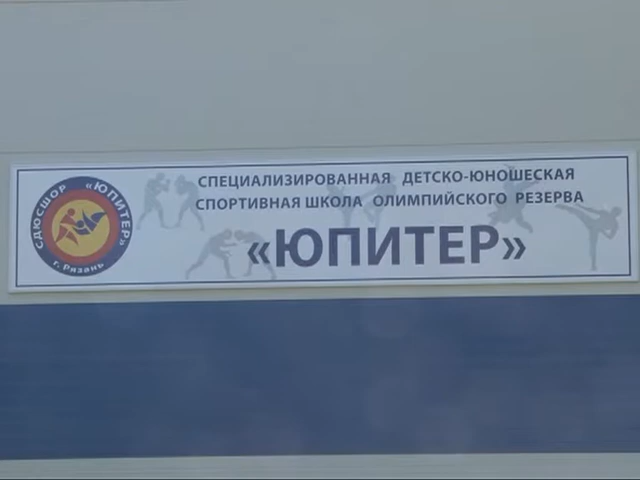 СПЕЦИАЛИЗИРОВАННАЯ ДЕТСКО-ЮНОШЕСКАЯ
СПОРТИВНАЯ ШКОЛА ОЛИМПИЙСКОГО РЕЗЕРВА
«ЮПИТЕР»
СДЮСШОР «ЮПИТЕР»
г. Рязань